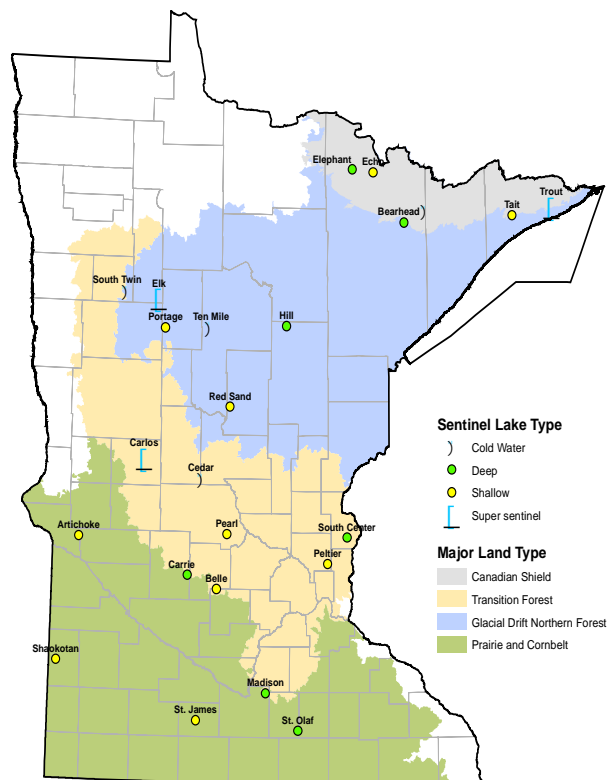 Elephant
Echo
Bearhead
Trout
Tait
South Twin
Elk
Portage
Ten Mile
Hill
Red Sand
Carlos
Cedar
Artichoke
Pearl
South Center
Peltier
Carrie
Belle
Shaokotan
Madison
St. James
St. Olaf
Sentinel Lake Type
Cold Water
Deep
Shallow
Super sentinel
Major Land Type
Canadian Shield
Transition Forest
Glacial Drift Northern Forest
Prairie and Cornbelt